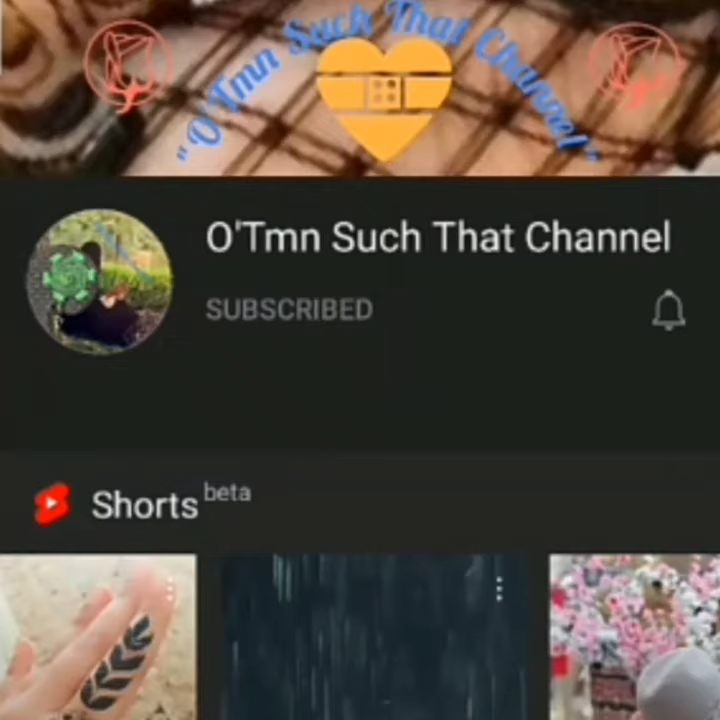 "O'Tmn Such That Channel"
O'Tmn Such That Channel
SUBSCRIBED
Shorts beta